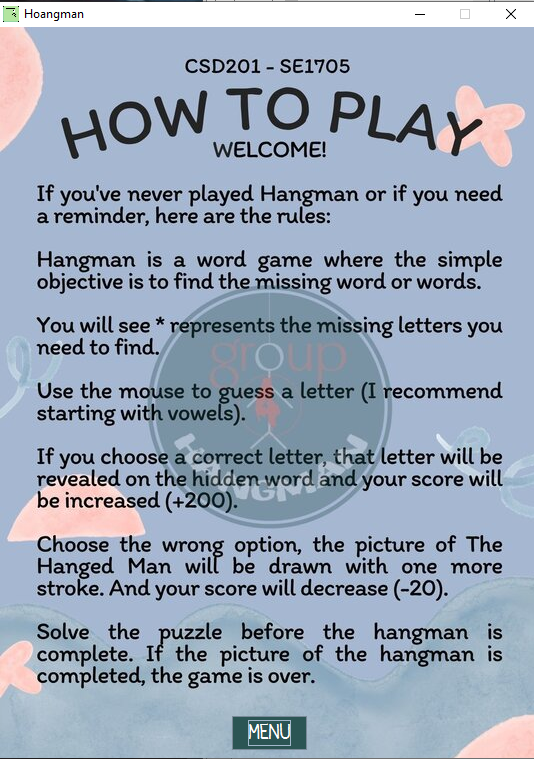 Hoangman
CSD201 - SE1705
HOW TO PLAY
WELCOME!
If you've never played Hangman or if you need
a reminder, here are the rules:
Hangman is a word game where the simple
objective is to find the missing word or words.
You will see * represents the missing letters you
need to find.
group
4
Use the mouse to guess a letter (I recommend
starting with vowels).
HANGMAN
If you choose a correct letter, that letter will be
revealed on the hidden word and your score will
be increased (+200).
Choose the wrong option, the picture of The
Hanged Man will be drawn with one more
stroke. And your score will decrease (-20).
Solve the puzzle before the hangman is
complete. If the picture of the hangman is
completed, the game is over.
MENU